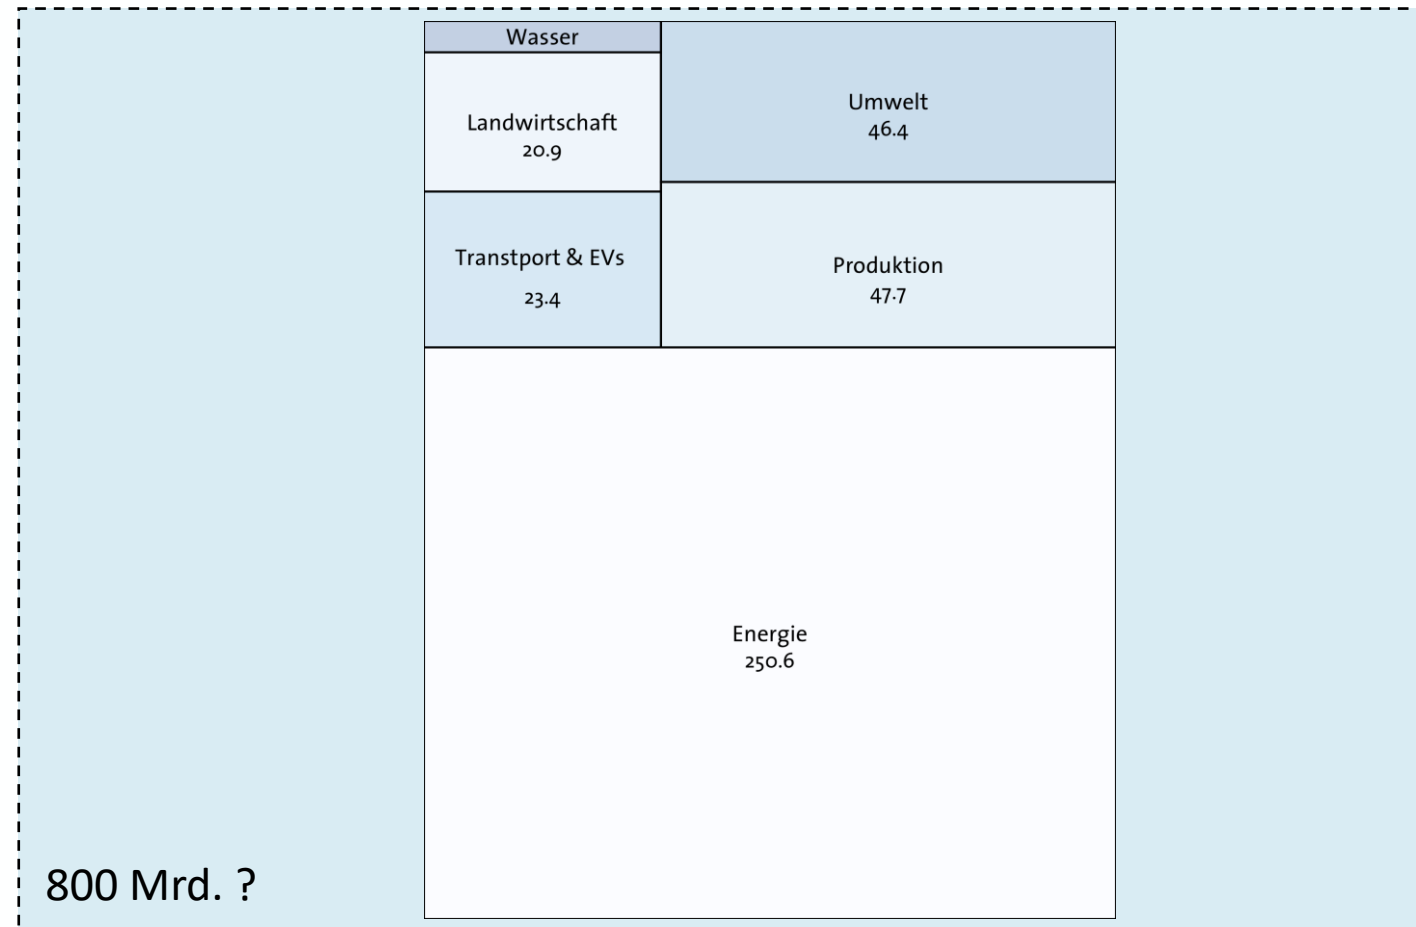 Wasser
Landwirtschaft
20.9
Transtport & EVs
23.4
Umwelt
46.4
Produktion
47.7
Energie
250.6
800 Mrd. ?